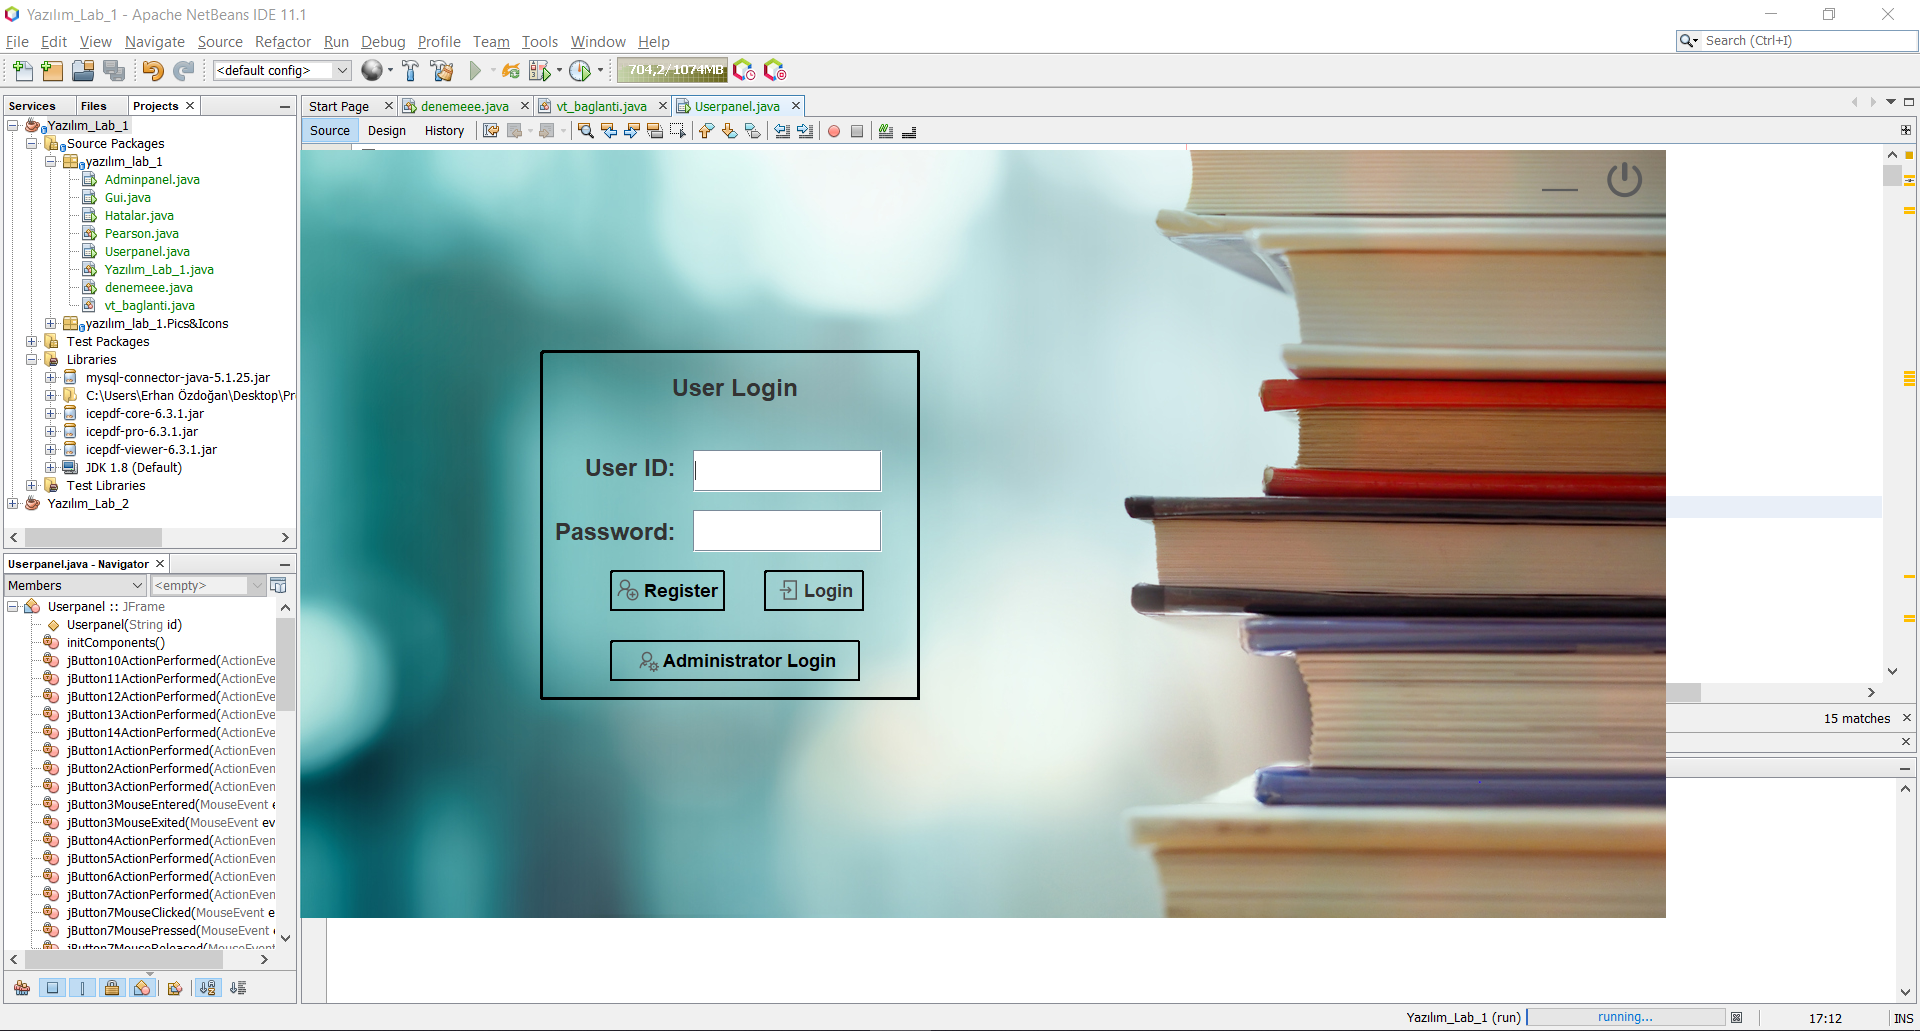 Yazılım_Lab_1 - Apache NetBeans IDE 11.1
File Edit View Navigate Source Refactor Run Debug Profile Team Tools Window Help
Search (Ctrl+I)
<default config>
704,2/1074MB
Services Files Projects
Start Page denemeee.java vt_baglanti.java Userpanel.java
Source Design History
Yazılım_Lab_1
Source Packages
yazılım_lab_1
Adminpanel.java
Gui.java
Hatalar.java
Pearson.java
Userpanel.java
Yazılım_Lab_1.java
denemeee.java
vt_baglanti.java
yazılım_lab_1.Pics&Icons
Test Packages
Libraries
mysql-connector-java-5.1.25.jar
C:\Users\Erhan Özdoğan\Desktop\Pr
icepdf-core-6.3.1.jar
icepdf-pro-6.3.1.jar
icepdf-viewer-6.3.1.jar
JDK 1.8 (Default)
Test Libraries
Yazılım_Lab_2
Userpanel.java - Navigator
Members <empty>
Userpanel :: JFrame
Userpanel(String id)
initComponents()
jButton10ActionPerformed(ActionEve
jButton11ActionPerformed(ActionEve
jButton12ActionPerformed(ActionEve
jButton13ActionPerformed(ActionEve
jButton14ActionPerformed(ActionEve
jButton1ActionPerformed(ActionEven
jButton2ActionPerformed(ActionEven
jButton3ActionPerformed(ActionEven
jButton3MouseEntered(MouseEvent e
jButton3MouseExited(MouseEvent ev
jButton4ActionPerformed(ActionEven
jButton5ActionPerformed(ActionEven
jButton6ActionPerformed(ActionEven
jButton7ActionPerformed(ActionEven
jButton7MouseClicked(MouseEvent e
jButton7MousePressed(MouseEvent
jButton7MouseReleased(MouseEvent
User Login
User ID:
Password:
Register Login
Administrator Login
15 matches
Yazılım_Lab_1 (run) running... 17:12 INS